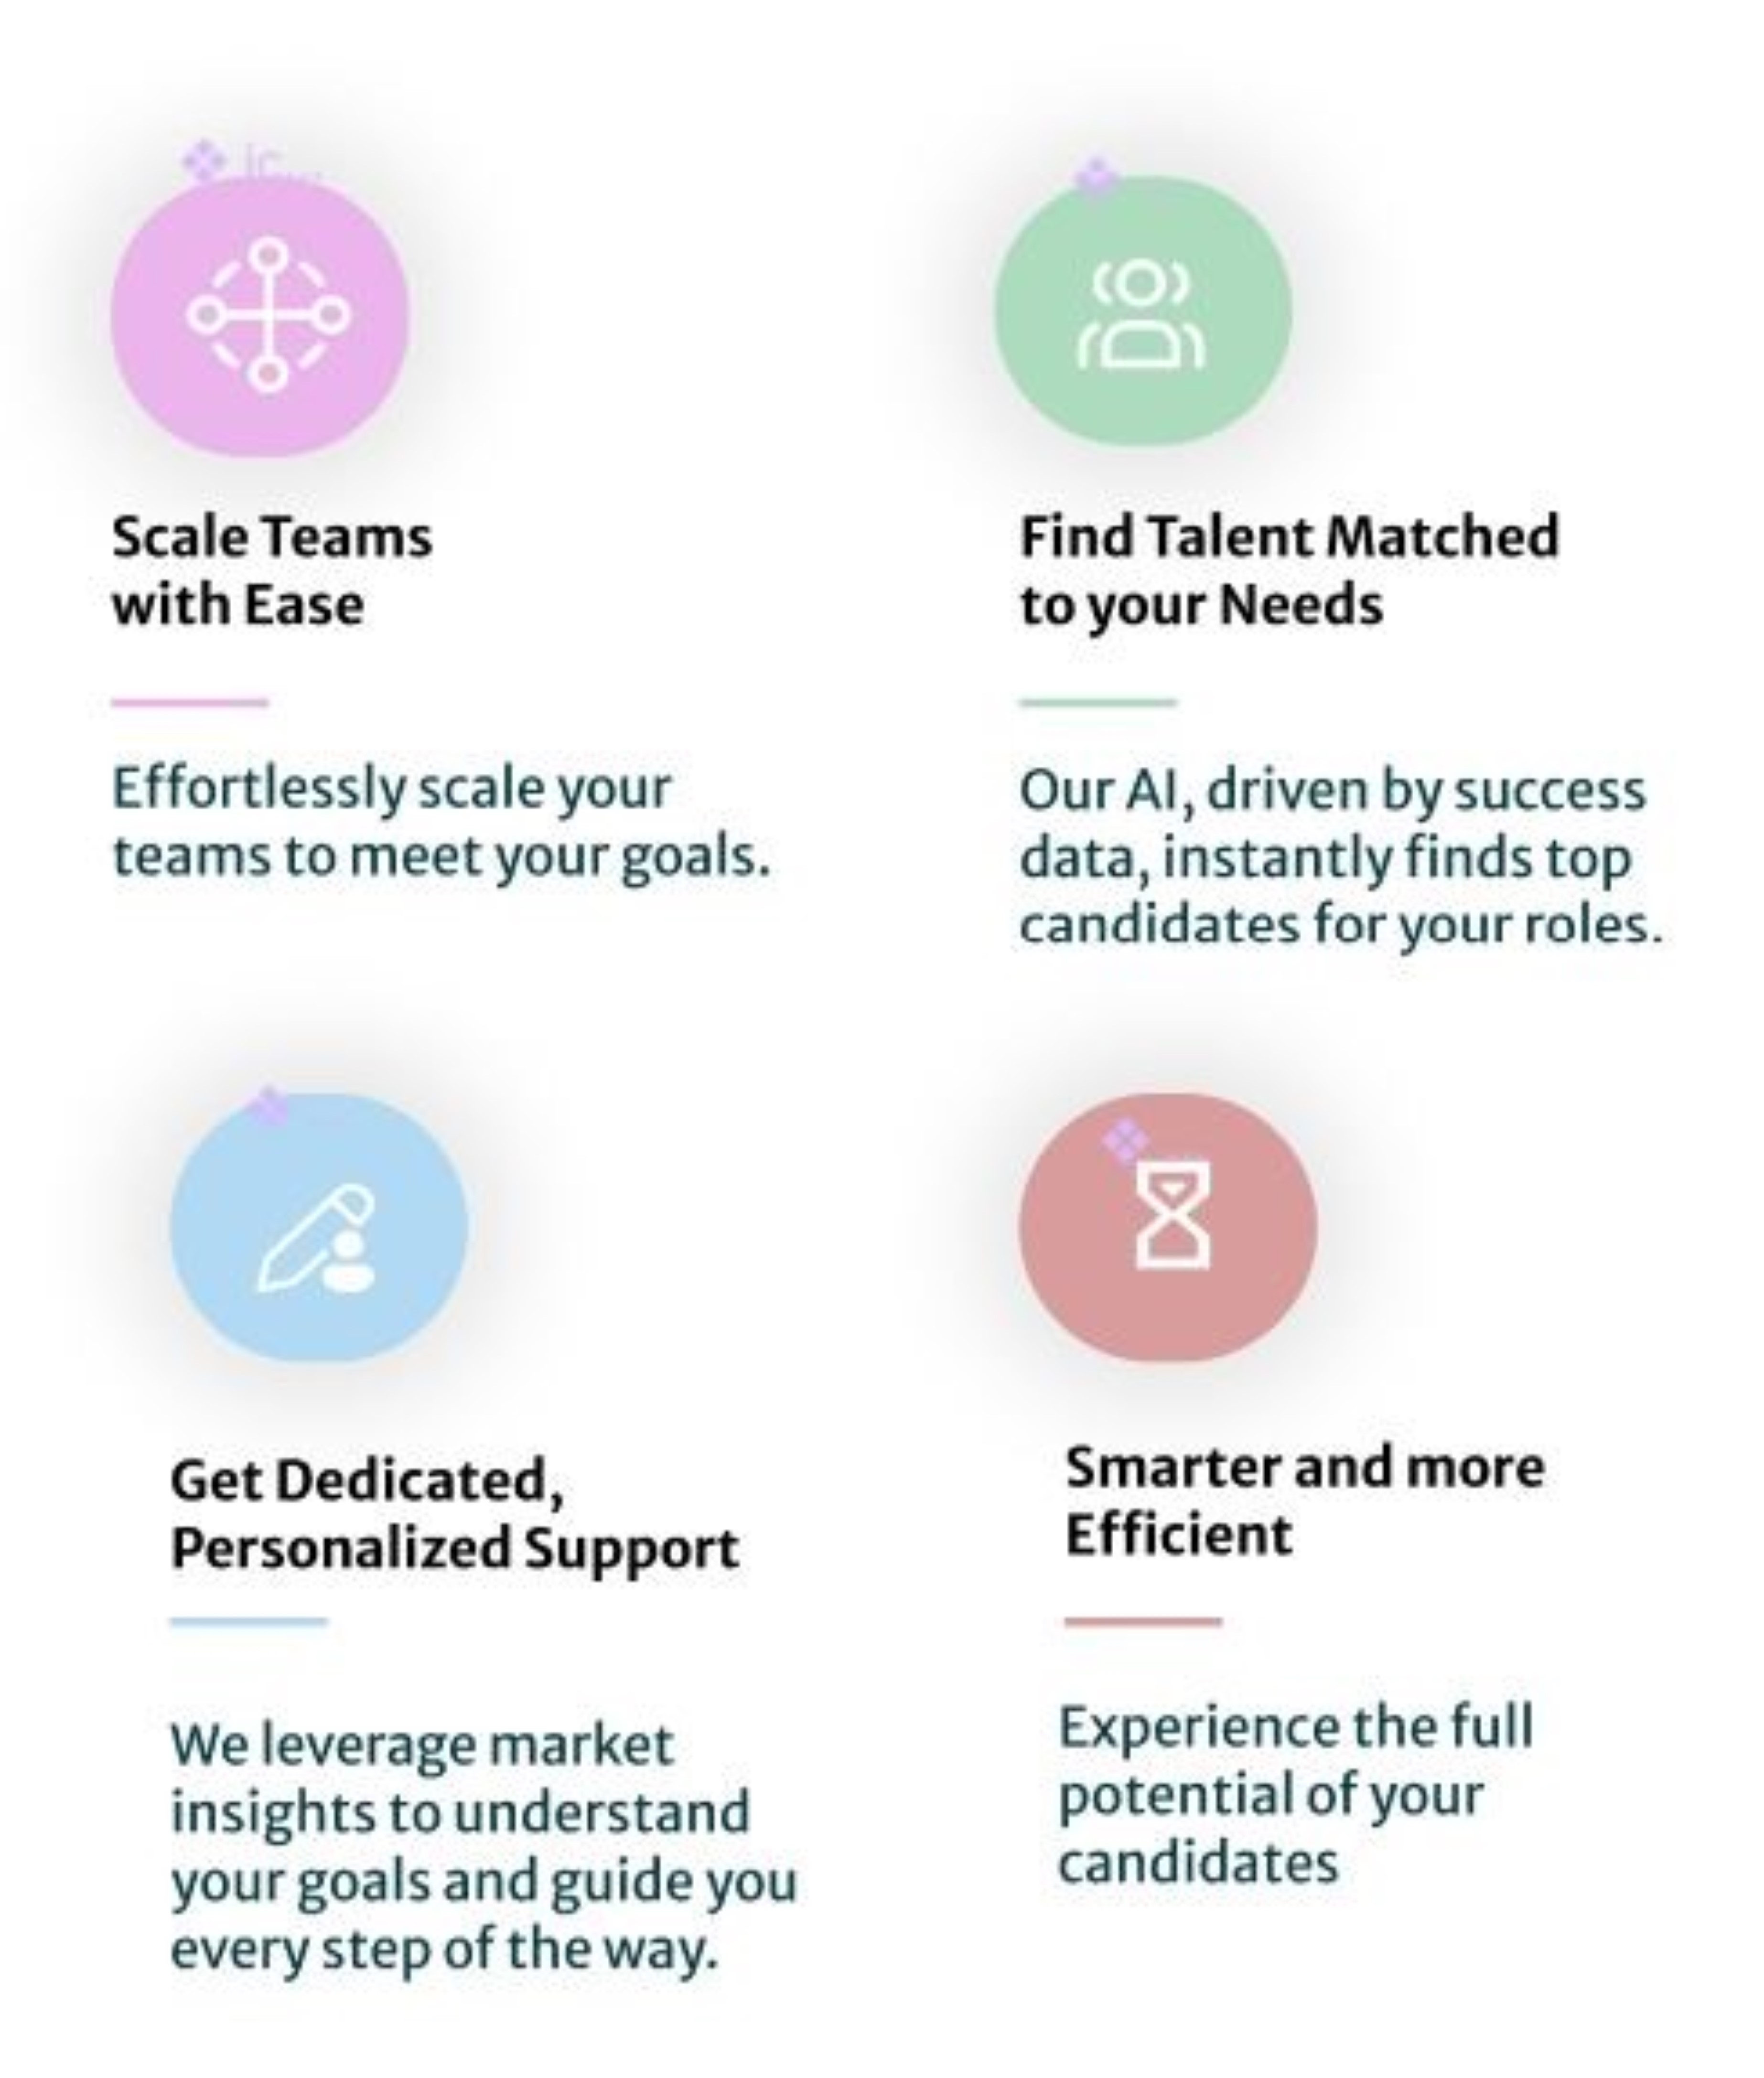 Scale Teams
with Ease
Effortlessly scale your
teams to meet your goals.
Find Talent Matched
to your Needs
Our AI, driven by success
data, instantly finds top
candidates for your roles.
Get Dedicated,
Personalized Support
We leverage market
insights to understand
your goals and guide you
every step of the way.
Smarter and more
Efficient
Experience the full
potential of your
candidates